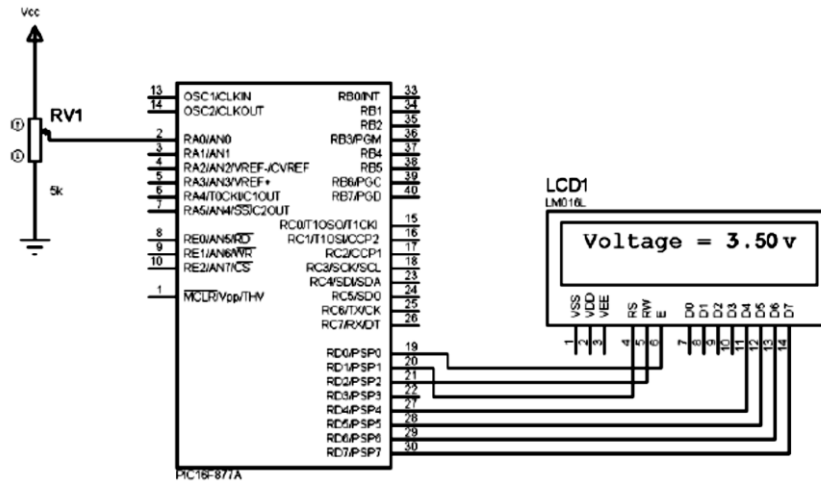 Vcc
RV1
5k
13 OSC1/CLKIN RB0/INT 33
14 OSC2/CLKOUT RB1 34
RB2 35
2 RA0/AN0 RB3/PGM 36
3 RA1/AN1 RB4 37
4 RA2/AN2/VREF-/CVREF RB5 38
5 RA3/AN3/VREF+ RB6/PGC 39
6 RA4/T0CKI/C1OUT RB7/PGD 40
7 RA5/AN4/SS/C2OUT
RC0/T1OSO/T1CKI 15
8 RE0/AN5/RD RC1/T1OSI/CCP2 16
9 RE1/AN6/WR RC2/CCP1 17
10 RE2/AN7/CS RC3/SCK/SCL 18
RC4/SDI/SDA 23
1 MCLR/Vpp/THV RC5/SDO 24
RC6/TX/CK 25
RC7/RX/DT 26
RD0/PSP0 19
RD1/PSP1 20
RD2/PSP2 21
RD3/PSP3 22
RD4/PSP4 27
RD5/PSP5 28
RD6/PSP6 29
RD7/PSP7 30
PIC16F877A
LCD1
LM016L
Voltage = 3.50 v
VSS VDD VEE RS RW E D0 D1 D2 D3 D4 D5 D6 D7
1 2 3 4 5 6 7 8 9 10 11 12 13 14